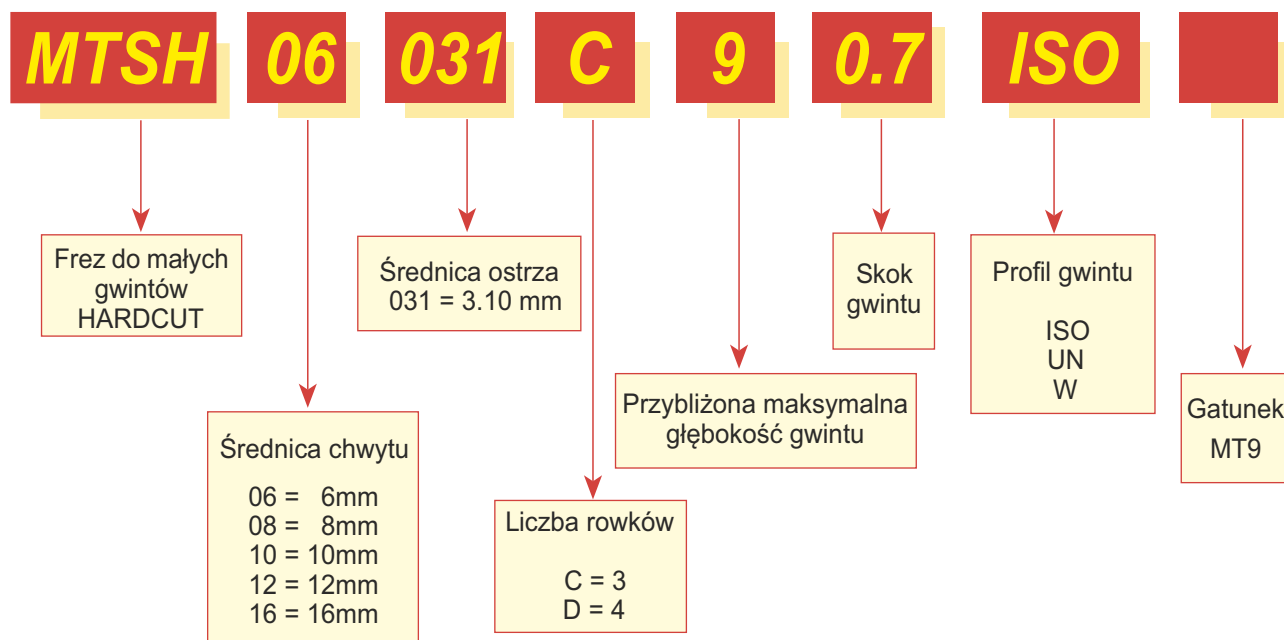 MTSH 06 031 C 9 0.7 ISO
Frez do małych
gwintów
HARDCUT
Średnica chwytu
06 = 6mm
08 = 8mm
10 = 10mm
12 = 12mm
16 = 16mm
Średnica ostrza
031 = 3.10 mm
Liczba rowków
C = 3
D = 4
Przybliżona maksymalna
głębokość gwintu
Skok
gwintu
Profil gwintu
ISO
UN
W
Gatunek
MT9